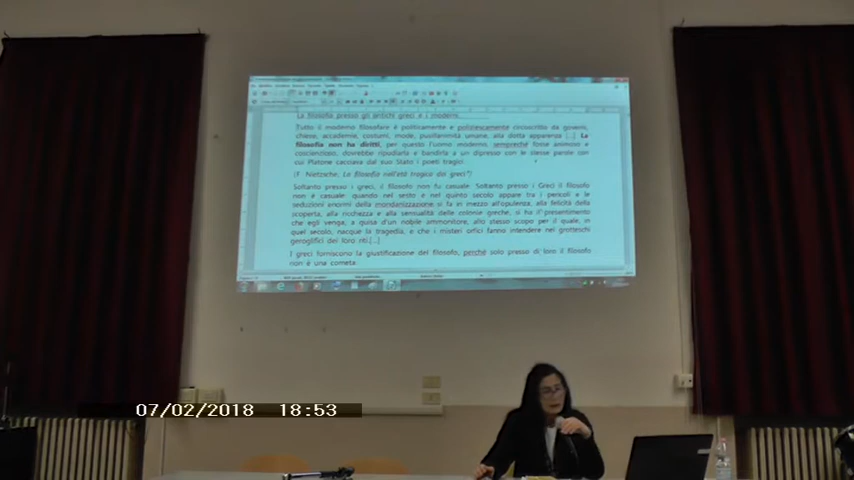 La filosofia presso gli antichi greci e i moderni.
Tutto il moderno filosofare è politicamente e poliziescamente circoscritto da governi,
chiese, accademie, costumi, mode, pusillanimità umane, alla dotta apparenza [...]. La
filosofia non ha diritti, per questo l'uomo moderno, sempreché fosse animoso e
coscienzioso, dovrebbe ripudiarla e bandirla a un dipresso con le stesse parole con
cui Platone cacciava dal suo Stato i poeti tragici
(F. Nietzsche, La filosofia nell'età tragica dei greci")
Soltanto presso i greci, il filosofo non fu casuale. Soltanto presso i Greci il filosofo
non è casuale: quando nel sesto e nel quinto secolo appare tra i pericoli e le
seduzioni enormi della mondanizzazione si fa in mezzo all'opulenza, alla felicità della
scoperta, alla ricchezza e alla sensualità delle colonie greche, si ha il presentimento
che egli venga, a guisa d'un nobile ammonitore, allo stesso scopo per il quale, in
quel secolo, nacque la tragedia, e che i misteri orfici fanno intendere nei grotteschi
geroglifici dei loro riti.[...]
I greci forniscono la giustificazione del filosofo, perché solo presso di loro il filosofo
non è una cometa
07/02/2018 18:53